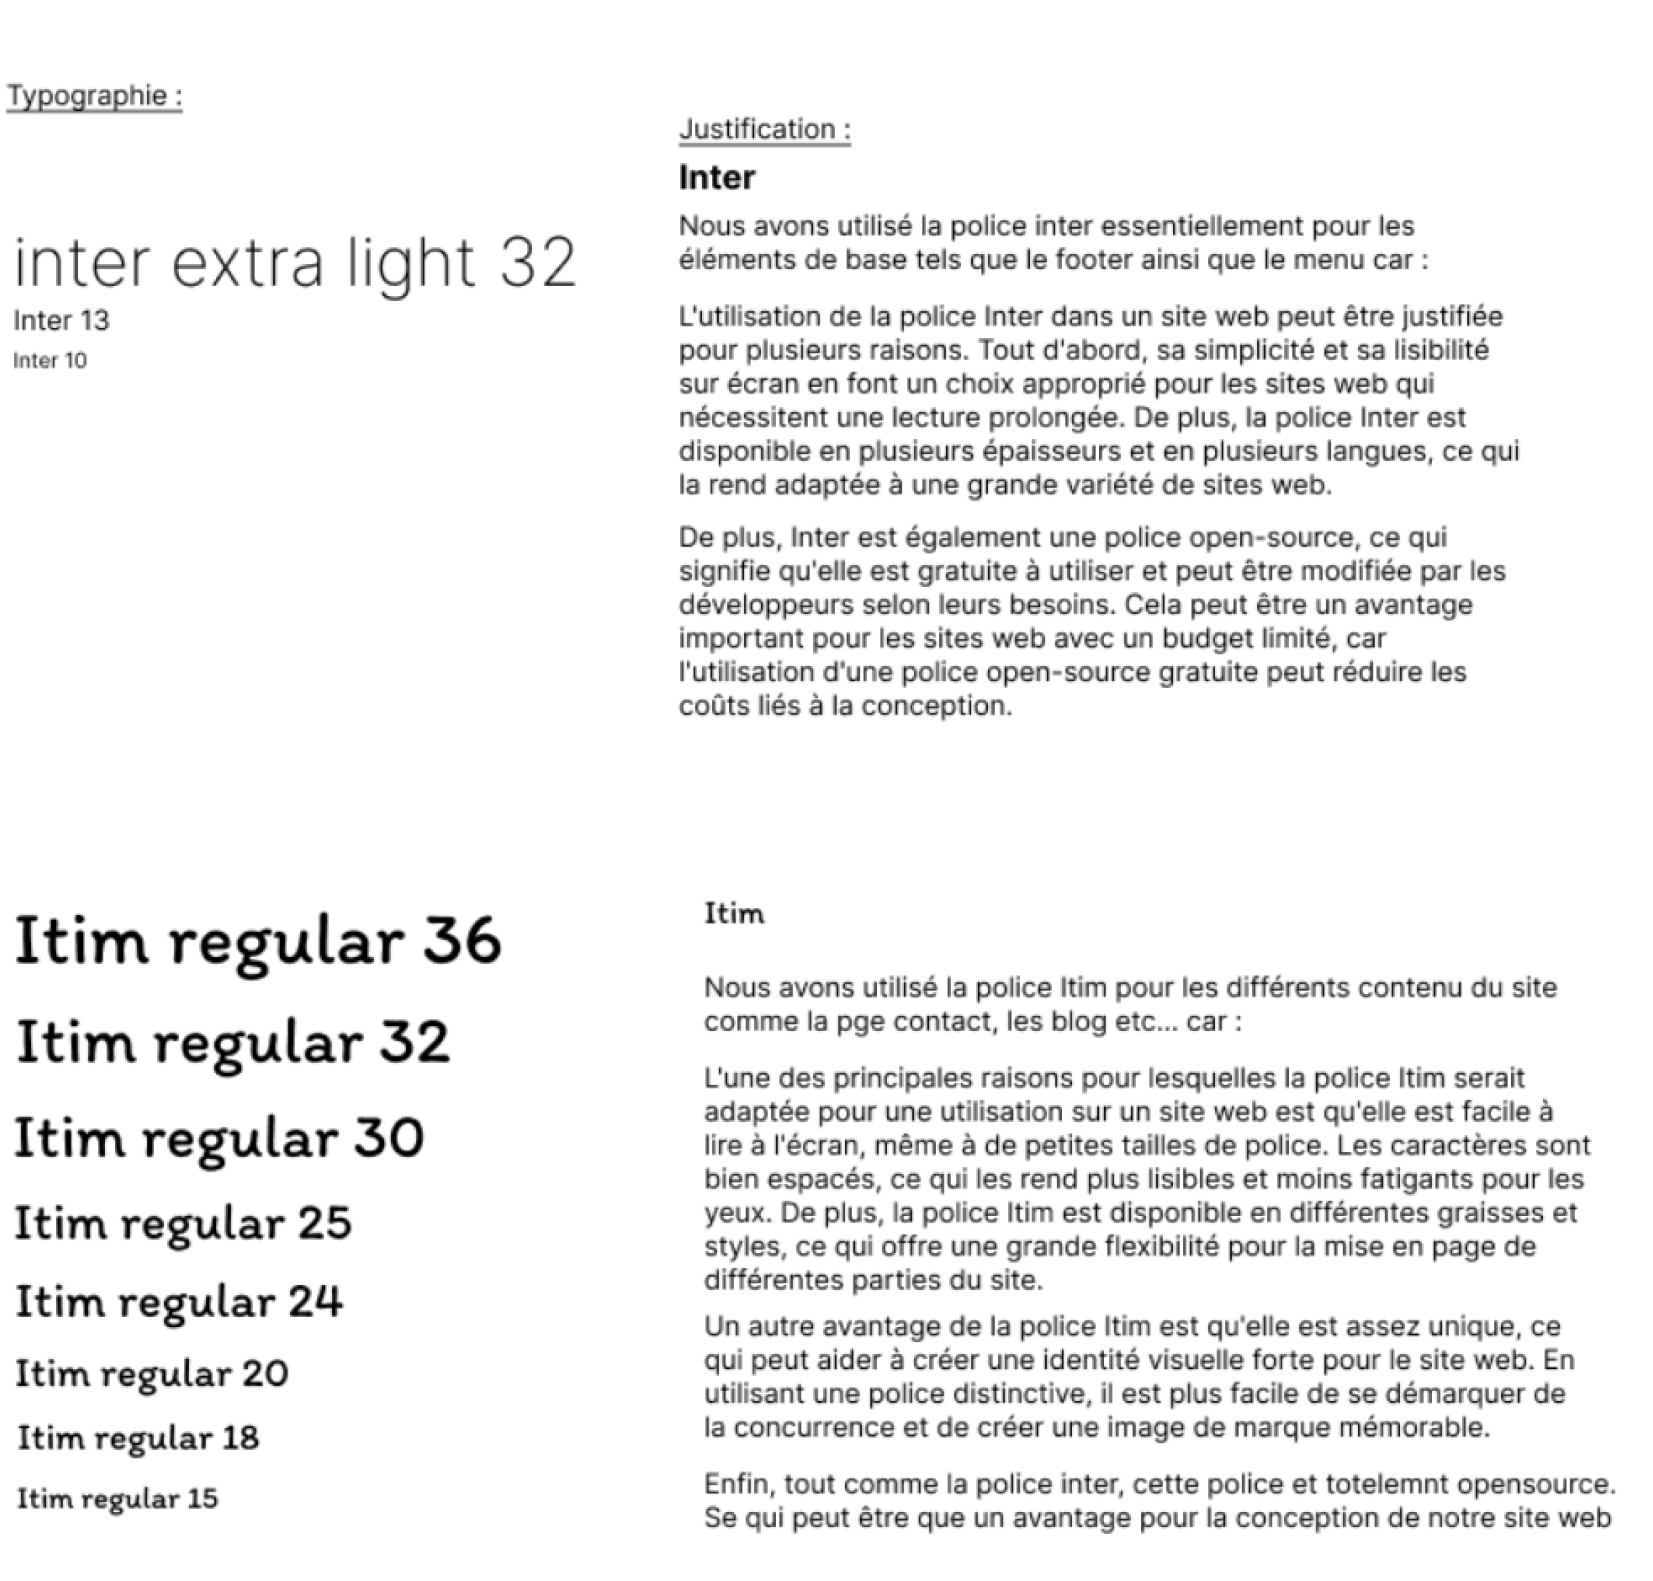 Typographie :
inter extra light 32
Inter 13
Inter 10
Justification :
Inter
Nous avons utilisé la police inter essentiellement pour les
éléments de base tels que le footer ainsi que le menu car :
L'utilisation de la police Inter dans un site web peut être justifiée
pour plusieurs raisons. Tout d'abord, sa simplicité et sa lisibilité
sur écran en font un choix approprié pour les sites web qui
nécessitent une lecture prolongée. De plus, la police Inter est
disponible en plusieurs épaisseurs et en plusieurs langues, ce qui
la rend adaptée à une grande variété de sites web.
De plus, Inter est également une police open-source, ce qui
signifie qu'elle est gratuite à utiliser et peut être modifiée par les
développeurs selon leurs besoins. Cela peut être un avantage
important pour les sites web avec un budget limité, car
l'utilisation d'une police open-source gratuite peut réduire les
coûts liés à la conception.
Itim regular 36
Itim regular 32
Itim regular 30
Itim regular 25
Itim regular 24
Itim regular 20
Itim regular 18
Itim regular 15
Itim
Nous avons utilisé la police Itim pour les différents contenu du site
comme la pge contact, les blog etc... car :
L'une des principales raisons pour lesquelles la police Itim serait
adaptée pour une utilisation sur un site web est qu'elle est facile à
lire à l'écran, même à de petites tailles de police. Les caractères sont
bien espacés, ce qui les rend plus lisibles et moins fatigants pour les
yeux. De plus, la police Itim est disponible en différentes graisses et
styles, ce qui offre une grande flexibilité pour la mise en page de
différentes parties du site.
Un autre avantage de la police Itim est qu'elle est assez unique, ce
qui peut aider à créer une identité visuelle forte pour le site web. En
utilisant une police distinctive, il est plus facile de se démarquer de
la concurrence et de créer une image de marque mémorable.
Enfin, tout comme la police inter, cette police et totelemnt opensource.
Se qui peut être que un avantage pour la conception de notre site web